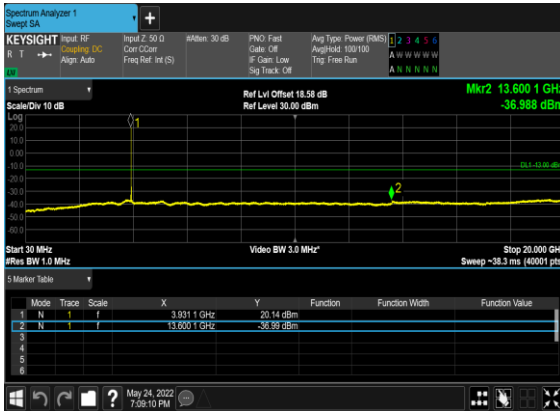 Spectrum Analyzer 1
Swept SA
KEYSIGHT Input: RF Input Z: 50 Ω #Atten: 30 dB PNO: Fast Avg Type: Power (RMS) 1 2 3 4 5 6
R T Coupling: DC Corr CCorr Gate: Off Avg|Hold: 100/100 A W W W W W
Align: Auto Freq Ref: Int (S) IF Gain: Low Trig: Free Run
Sig Track: Off A N N N N N
LXI
1 Spectrum Ref Lvl Offset 18.58 dB Mkr2 13.600 1 GHz
Scale/Div 10 dB Ref Level 30.00 dBm -36.988 dBm
Log
1
20.0
10.0
0.00
-10.0
DL1 -13.00 dBm
-20.0
-30.0
2
-40.0
-50.0
-60.0
Start 30 MHz Video BW 3.0 MHz* Stop 20.000 GHz
#Res BW 1.0 MHz Sweep ~38.3 ms (40001 pts)
5 Marker Table
Mode Trace Scale X Y Function Function Width Function Value
1 N 1 f 3.931 1 GHz 20.14 dBm
2 N 1 f 13.600 1 GHz -36.99 dBm
3
4
5
6
? May 24, 2022
7:09:10 PM